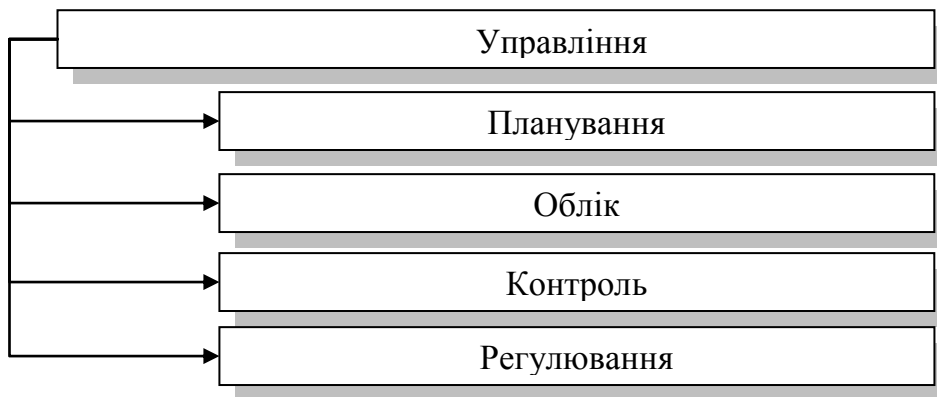 Управління
Планування
Облік
Контроль
Регулювання